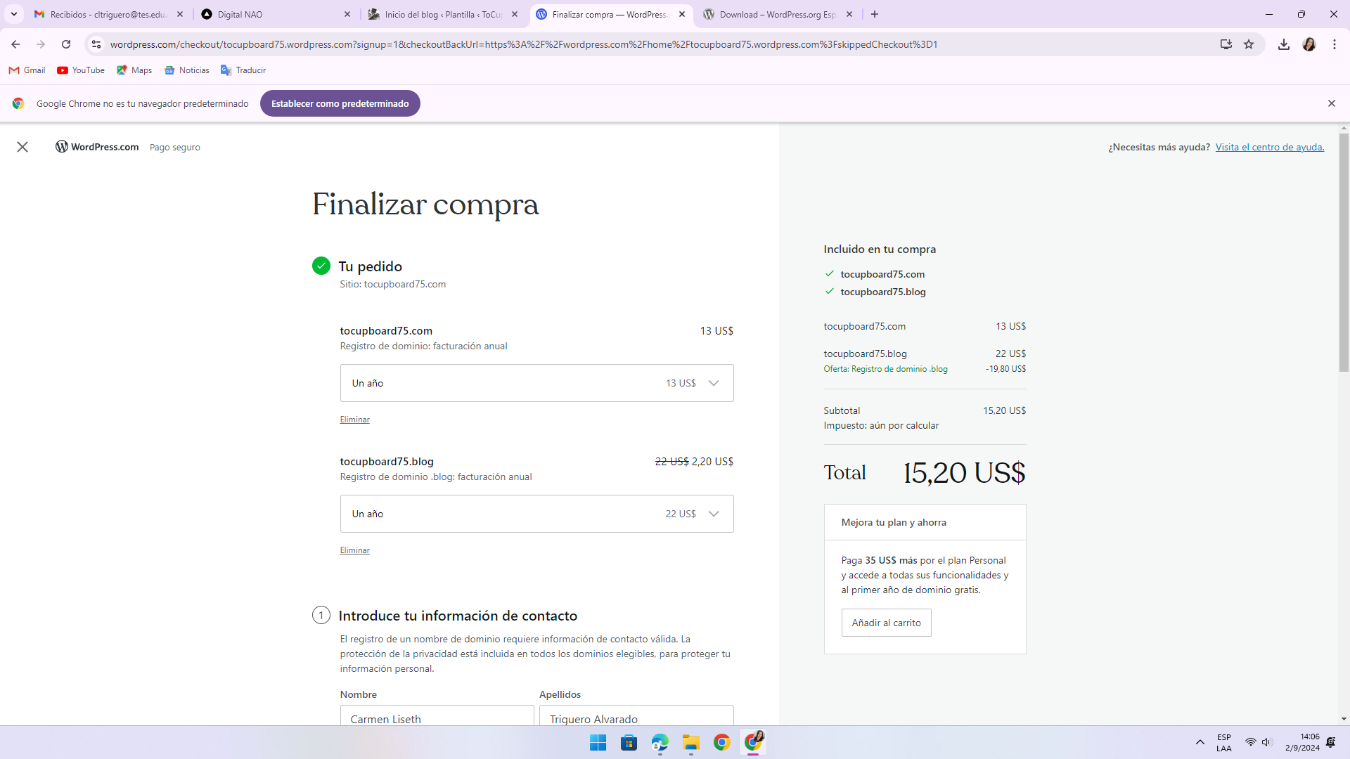 Recibidos - cltriguero@tes.edu.
Digital NAO
Inicio del blog ‹ Plantilla ‹ ToCup
Finalizar compra — WordPress.
Download – WordPress.org Esp
wordpress.com/checkout/tocupboard75.wordpress.com?signup=1&checkoutBackUrl=https%3A%2F%2Fwordpress.com%2Fhome%2Ftocupboard75.wordpress.com%3FskippedCheckout%3D1
Gmail
YouTube
Maps
Noticias
Traducir
Google Chrome no es tu navegador predeterminado
Establecer como predeterminado
WordPress.com
Pago seguro
¿Necesitas más ayuda? Visita el centro de ayuda.
Finalizar compra
Tu pedido
Sitio: tocupboard75.com
tocupboard75.com 13 US$
Registro de dominio: facturación anual
Un año 13 US$
Eliminar
tocupboard75.blog 22 US$ 2,20 US$
Registro de dominio .blog: facturación anual
Un año 22 US$
Eliminar
1 Introduce tu información de contacto
El registro de un nombre de dominio requiere información de contacto válida. La
protección de la privacidad está incluida en todos los dominios elegibles, para proteger tu
información personal.
Nombre Apellidos
Carmen Liseth Triguero Alvarado
Incluido en tu compra
tocupboard75.com
tocupboard75.blog
tocupboard75.com 13 US$
tocupboard75.blog 22 US$
Oferta: Registro de dominio .blog -19,80 US$
Subtotal 15,20 US$
Impuesto: aún por calcular
Total 15,20 US$
Mejora tu plan y ahorra
Paga 35 US$ más por el plan Personal
y accede a todas sus funcionalidades y
al primer año de dominio gratis.
Añadir al carrito
ESP
LAA
14:06
2/9/2024